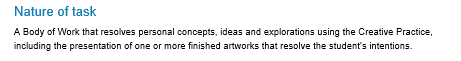 Nature of task
A Body of Work that resolves personal concepts, ideas and explorations using the Creative Practice,
including the presentation of one or more finished artworks that resolve the student's intentions.